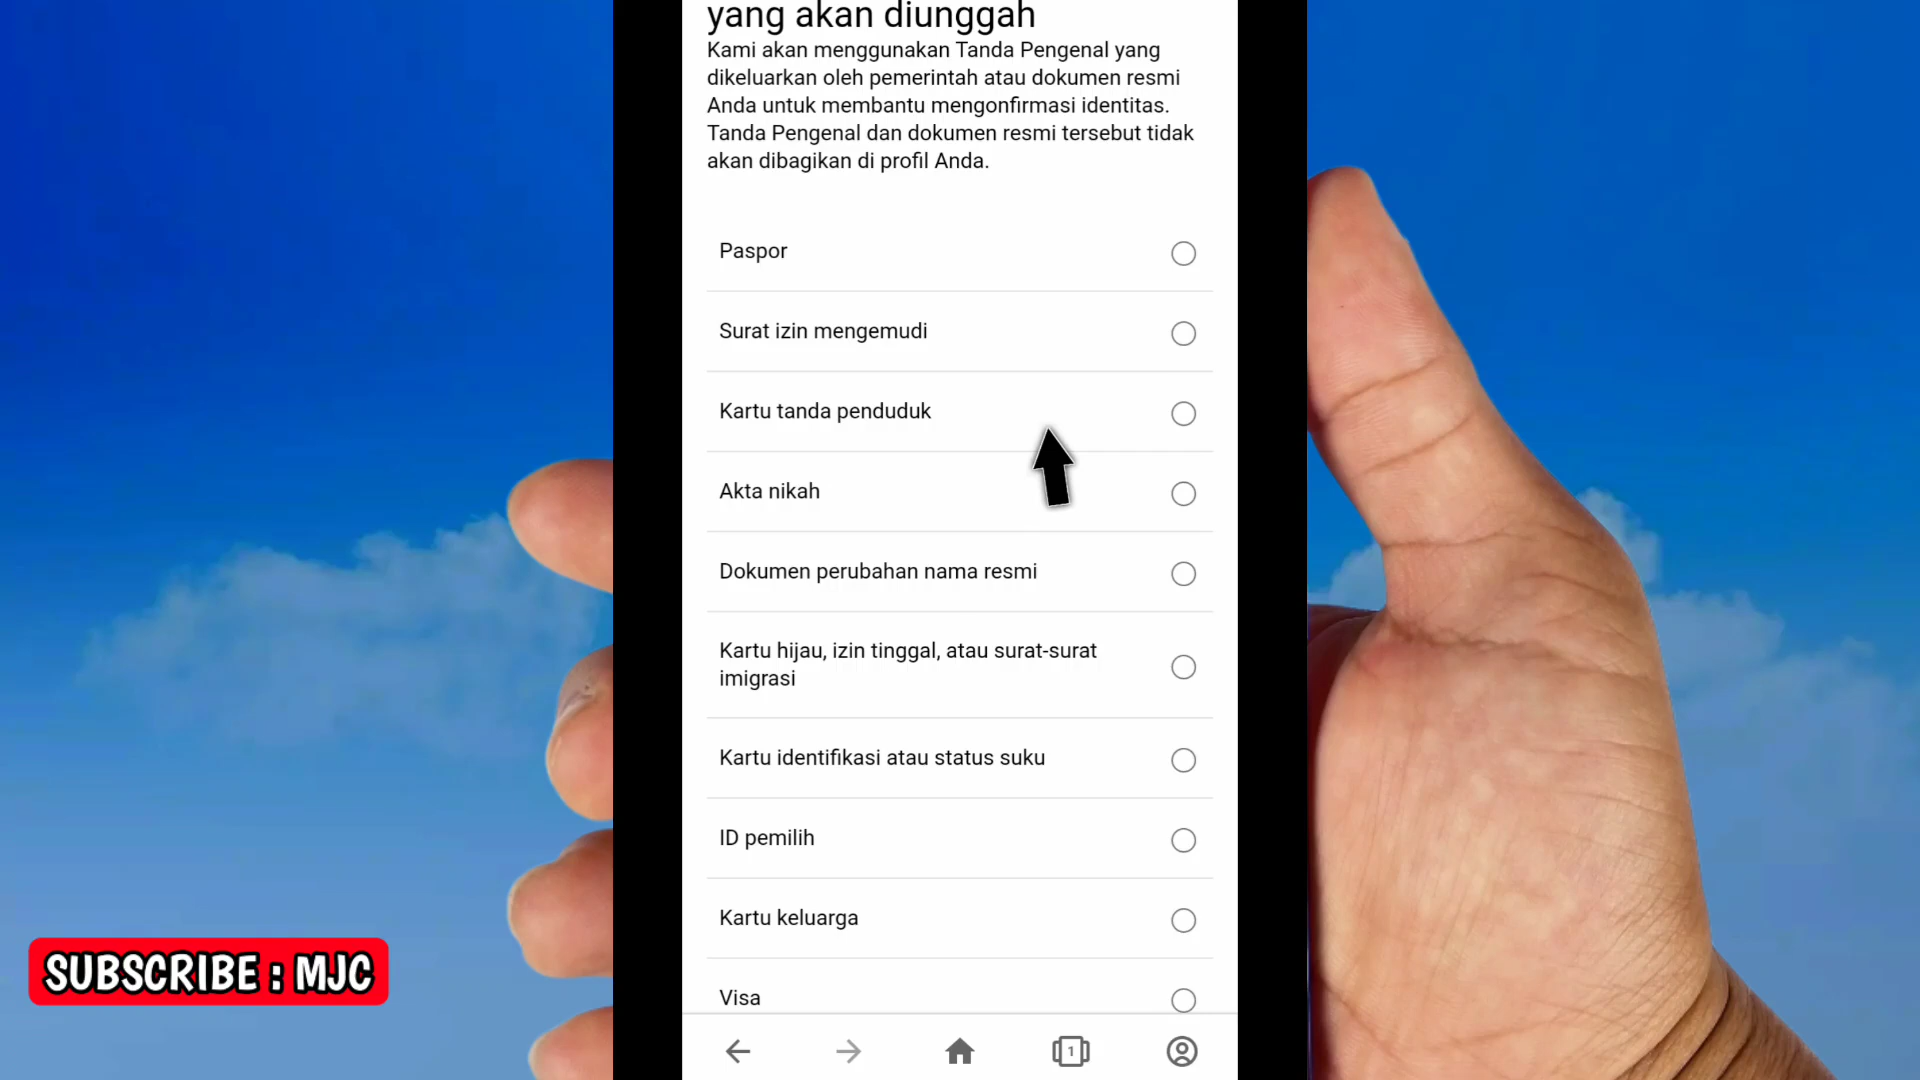 yang akan diunggah
Kami akan menggunakan Tanda Pengenal yang
dikeluarkan oleh pemerintah atau dokumen resmi
Anda untuk membantu mengonfirmasi identitas.
Tanda Pengenal dan dokumen resmi tersebut tidak
akan dibagikan di profil Anda.
Paspor
Surat izin mengemudi
Kartu tanda penduduk
Akta nikah
Dokumen perubahan nama resmi
Kartu hijau, izin tinggal, atau surat-surat
imigrasi
Kartu identifikasi atau status suku
ID pemilih
Kartu keluarga
Visa
1
SUBSCRIBE : MJC